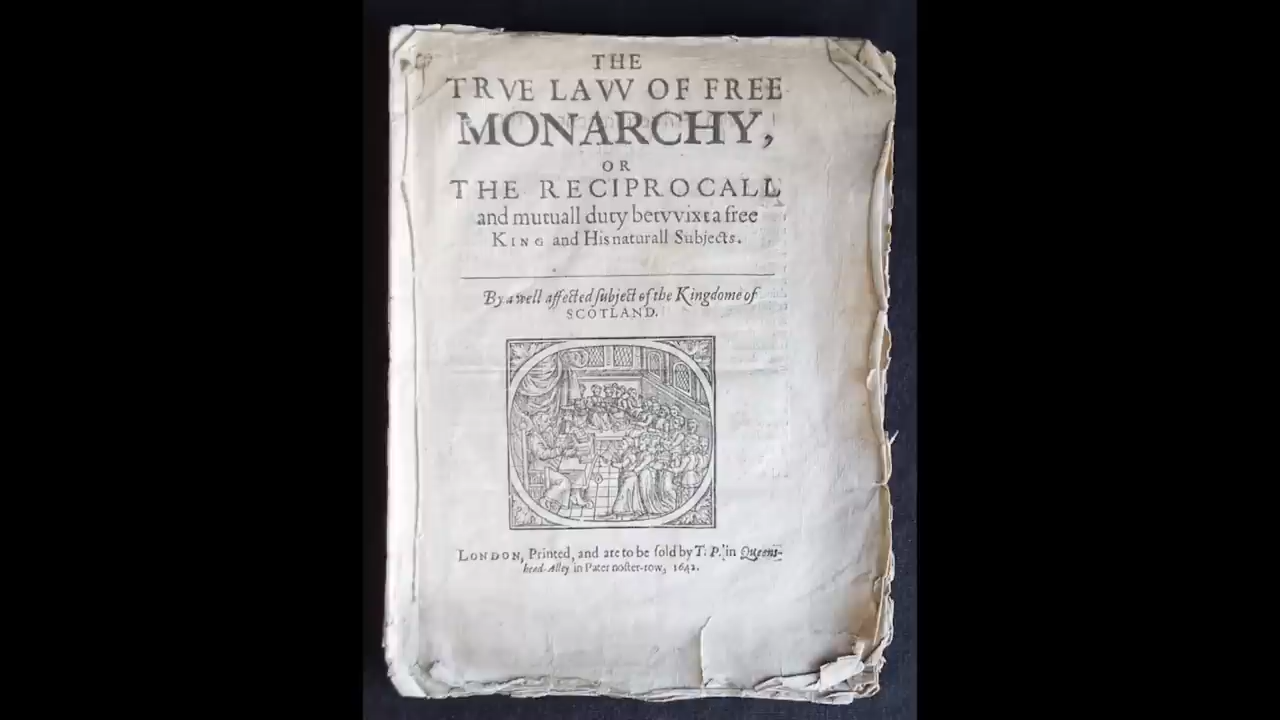 THE
TRVE LAVV OF FREE
MONARCHY,
OR
THE RECIPROCALL
and mutuall duty betvvixt a free
KING and His naturall Subjects.
By a well affected ſubject of the Kingdome of
SCOTLAND.
LONDON, Printed, and are to be ſold by T. P. in Queens-
head-Alley in Pater noſter-row, 1642.